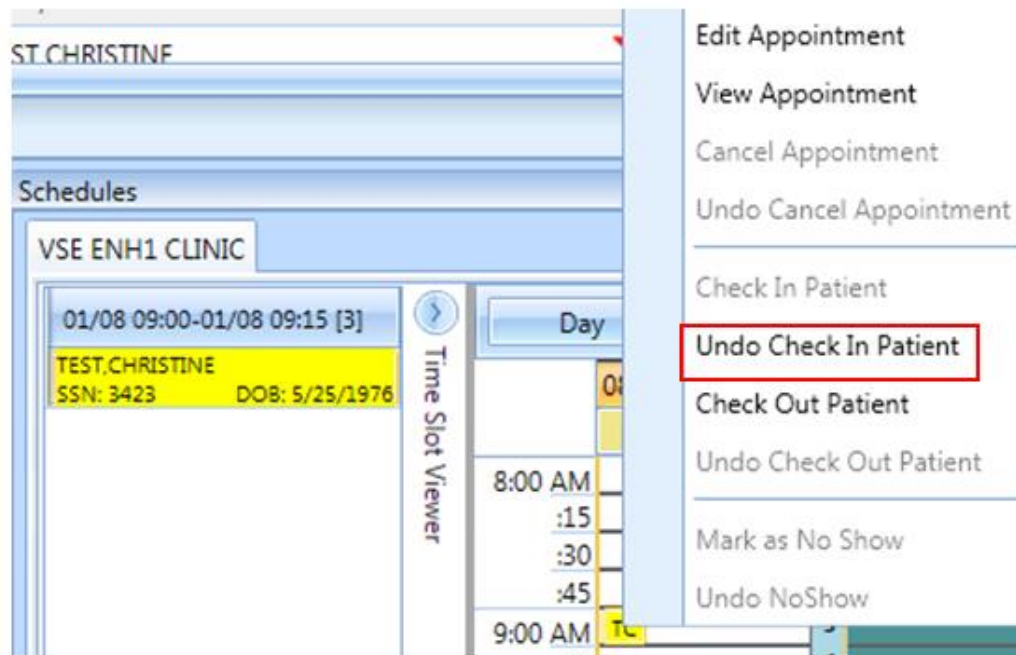 ST,CHRISTINE
Schedules
VSE ENH1 CLINIC
01/08 09:00-01/08 09:15 [3]
TEST,CHRISTINE
SSN: 3423 DOB: 5/25/1976
Time Slot Viewer
Day
8:00 AM
:15
:30
:45
9:00 AM TC
Edit Appointment
View Appointment
Cancel Appointment
Undo Cancel Appointment
Check In Patient
Undo Check In Patient
Check Out Patient
Undo Check Out Patient
Mark as No Show
Undo NoShow